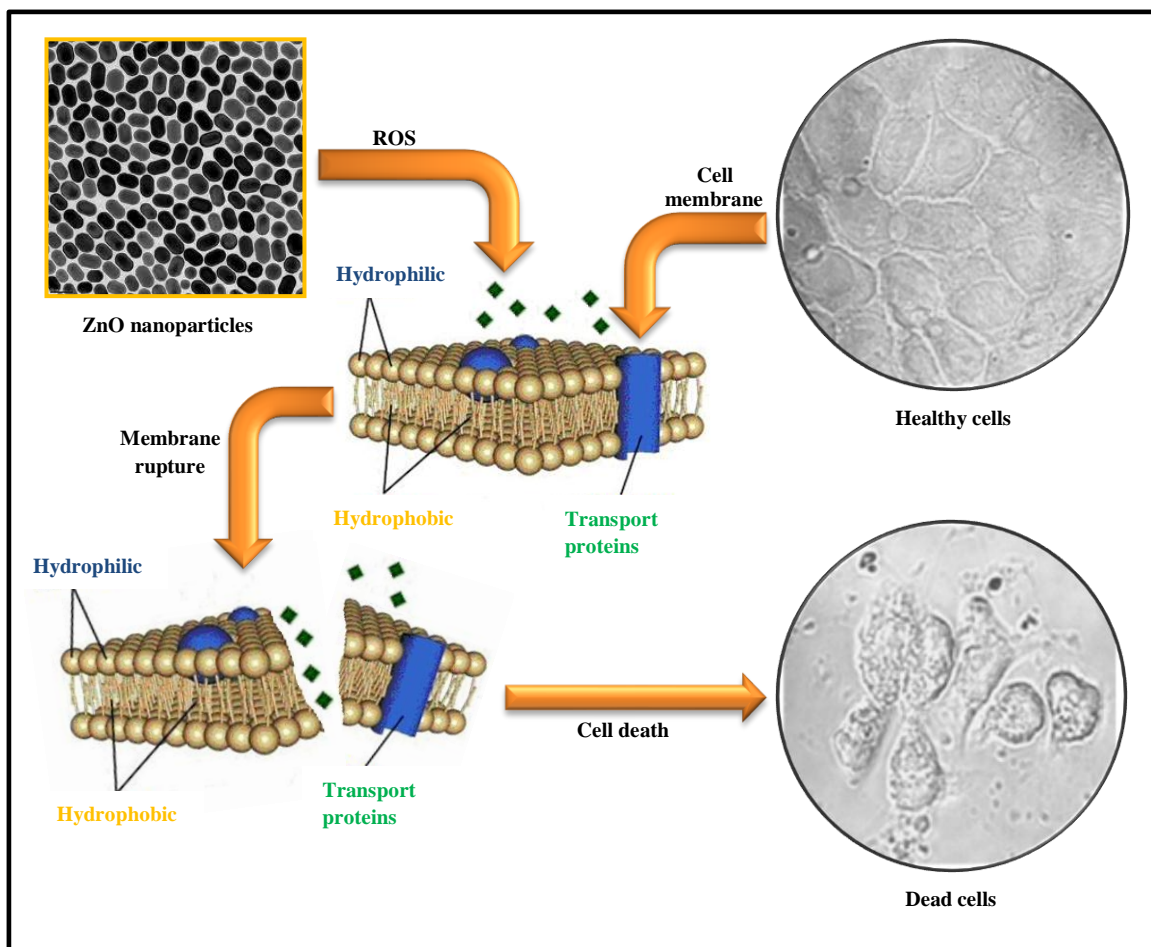 ROS
Cell
membrane
Hydrophilic
ZnO nanoparticles
Healthy cells
Membrane
rupture
Hydrophobic
Transport
proteins
Hydrophilic
Cell death
Transport
proteins
Hydrophobic
Dead cells